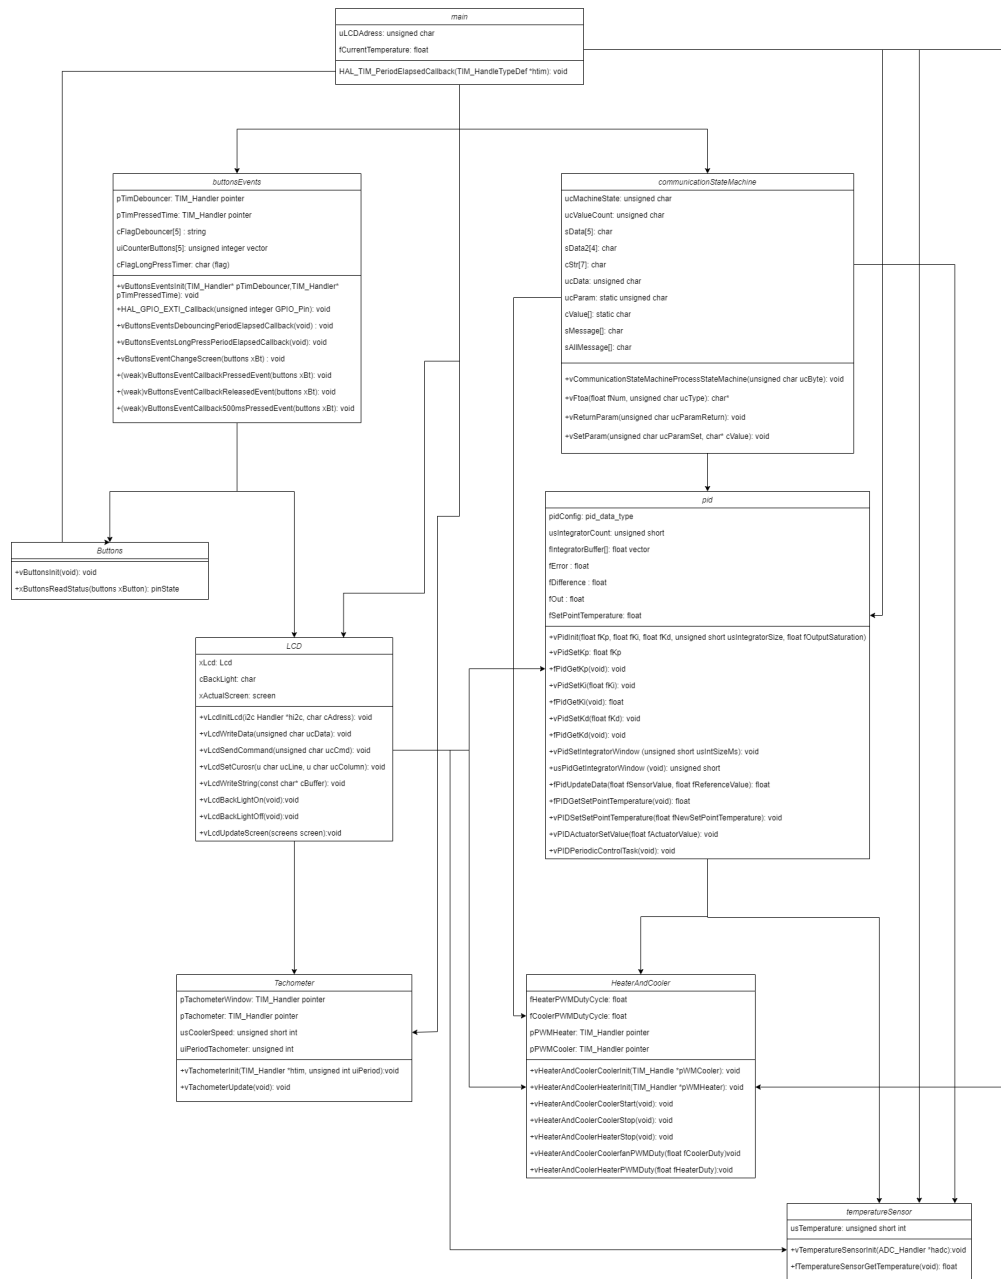 main
uLCDAdress: unsigned char
fCurrentTemperature: float
HAL_TIM_PeriodElapsedCallback(TIM_HandleTypeDef *htim): void
buttonsEvents
pTimDebouncer: TIM_Handler pointer
pTimPressedTime: TIM_Handler pointer
cFlagDebouncer[5] : string
uiCounterButtons[5]: unsigned integer vector
cFlagLongPressTimer: char (flag)
+vButtonsEventsInit(TIM_Handler* pTimDebouncer,TIM_Handler*
pTimPressedTime): void
+HAL_GPIO_EXTI_Callback(unsigned integer GPIO_Pin): void
+vButtonsEventsDebouncingPeriodElapsedCallback(void) : void
+vButtonsEventsLongPressPeriodElapsedCallback(void): void
+vButtonsEventChangeScreen(buttons xBt) : void
+(weak)vButtonsEventCallbackPressedEvent(buttons xBt): void
+(weak)vButtonsEventCallbackReleasedEvent(buttons xBt): void
+(weak)vButtonsEventCallback500msPressedEvent(buttons xBt): void
communicationStateMachine
ucMachineState: unsigned char
ucValueCount: unsigned char
sData[5]: char
sData2[4]: char
cStr[7]: char
ucData: unsigned char
ucParam: static unsigned char
cValue[]: static char
sMessage[]: char
sAllMessage[]: char
+vCommunicationStateMachineProcessStateMachine(unsigned char ucByte): void
+vFtoa(float fNum, unsigned char ucType): char*
+vReturnParam(unsigned char ucParamReturn): void
+vSetParam(unsigned char ucParamSet, char* cValue): void
Buttons
+vButtonsInit(void): void
+xButtonsReadStatus(buttons xButton): pinState
pid
pidConfig: pid_data_type
usIntegratorCount: unsigned short
fIntegratorBuffer[]: float vector
fError : float
fDifference : float
fOut : float
fSetPointTemperature: float
+vPidInit(float fKp, float fKi, float fKd, unsigned short usIntegratorSize, float fOutputSaturation)
+vPidSetKp: float fKp
+fPidGetKp(void): void
+vPidSetKi(float fKi): void
+fPidGetKi(void): float
+vPidSetKd(float fKd): void
+fPidGetKd(void): void
+vPidSetIntegratorWindow (unsigned short usIntSizeMs): void
+usPidGetIntegratorWindow (void): unsigned short
+fPidUpdateData(float fSensorValue, float fReferenceValue): float
+fPIDGetSetPointTemperature(void): float
+vPIDSetSetPointTemperature(float fNewSetPointTemperature): void
+vPIDActuatorSetValue(float fActuatorValue): void
+vPIDPeriodicControlTask(void): void
LCD
xLcd: Lcd
cBackLight: char
xActualScreen: screen
+vLcdInitLcd(i2c Handler *hi2c, char cAdress): void
+vLcdWriteData(unsigned char ucData): void
+vLcdSendCommand(unsigned char ucCmd): void
+vLcdSetCurosr(u char ucLine, u char ucColumn): void
+vLcdWriteString(const char* cBuffer): void
+vLcdBackLightOn(void):void
+vLcdBackLightOff(void): void
+vLcdUpdateScreen(screens screen):void
Tachometer
pTachometerWindow: TIM_Handler pointer
pTachometer: TIM_Handler pointer
usCoolerSpeed: unsigned short int
uiPeriodTachometer: unsigned int
+vTachometerInit(TIM_Handler *htim, unsigned int uiPeriod):void
+vTachometerUpdate(void): void
HeaterAndCooler
fHeaterPWMDutyCycle: float
fCoolerPWMDutyCycle: float
pPWMHeater: TIM_Handler pointer
pPWMCooler: TIM_Handler pointer
+vHeaterAndCoolerCoolerInit(TIM_Handle *pWMCooler): void
+vHeaterAndCoolerHeaterInit(TIM_Handler *pWMHeater): void
+vHeaterAndCoolerCoolerStart(void): void
+vHeaterAndCoolerCoolerStop(void): void
+vHeaterAndCoolerHeaterStop(void): void
+vHeaterAndCoolerCoolerfanPWMDuty(float fCoolerDuty)void
+vHeaterAndCoolerHeaterPWMDuty(float fHeaterDuty):void
temperatureSensor
usTemperature: unsigned short int
+vTemperatureSensorInit(ADC_Handler *hadc):void
+fTemperatureSensorGetTemperature(void): float